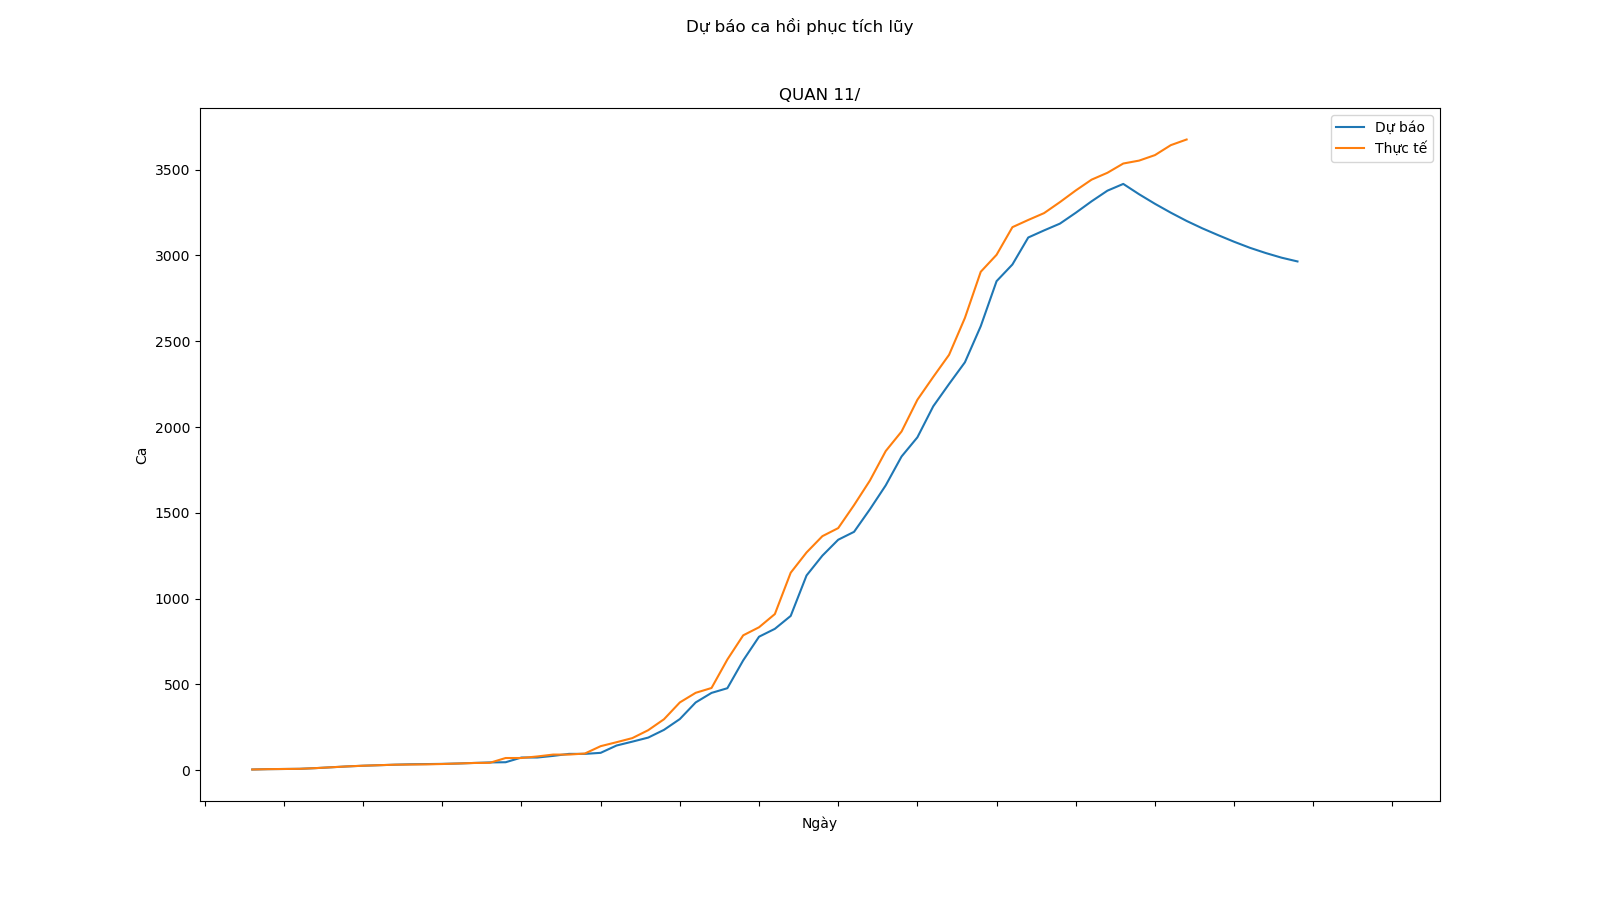 Dự báo ca hồi phục tích lũy
QUAN 11/
Dự báo
Thực tế
3500
3000
2500
2000
1500
1000
500
0
Ca
Ngày